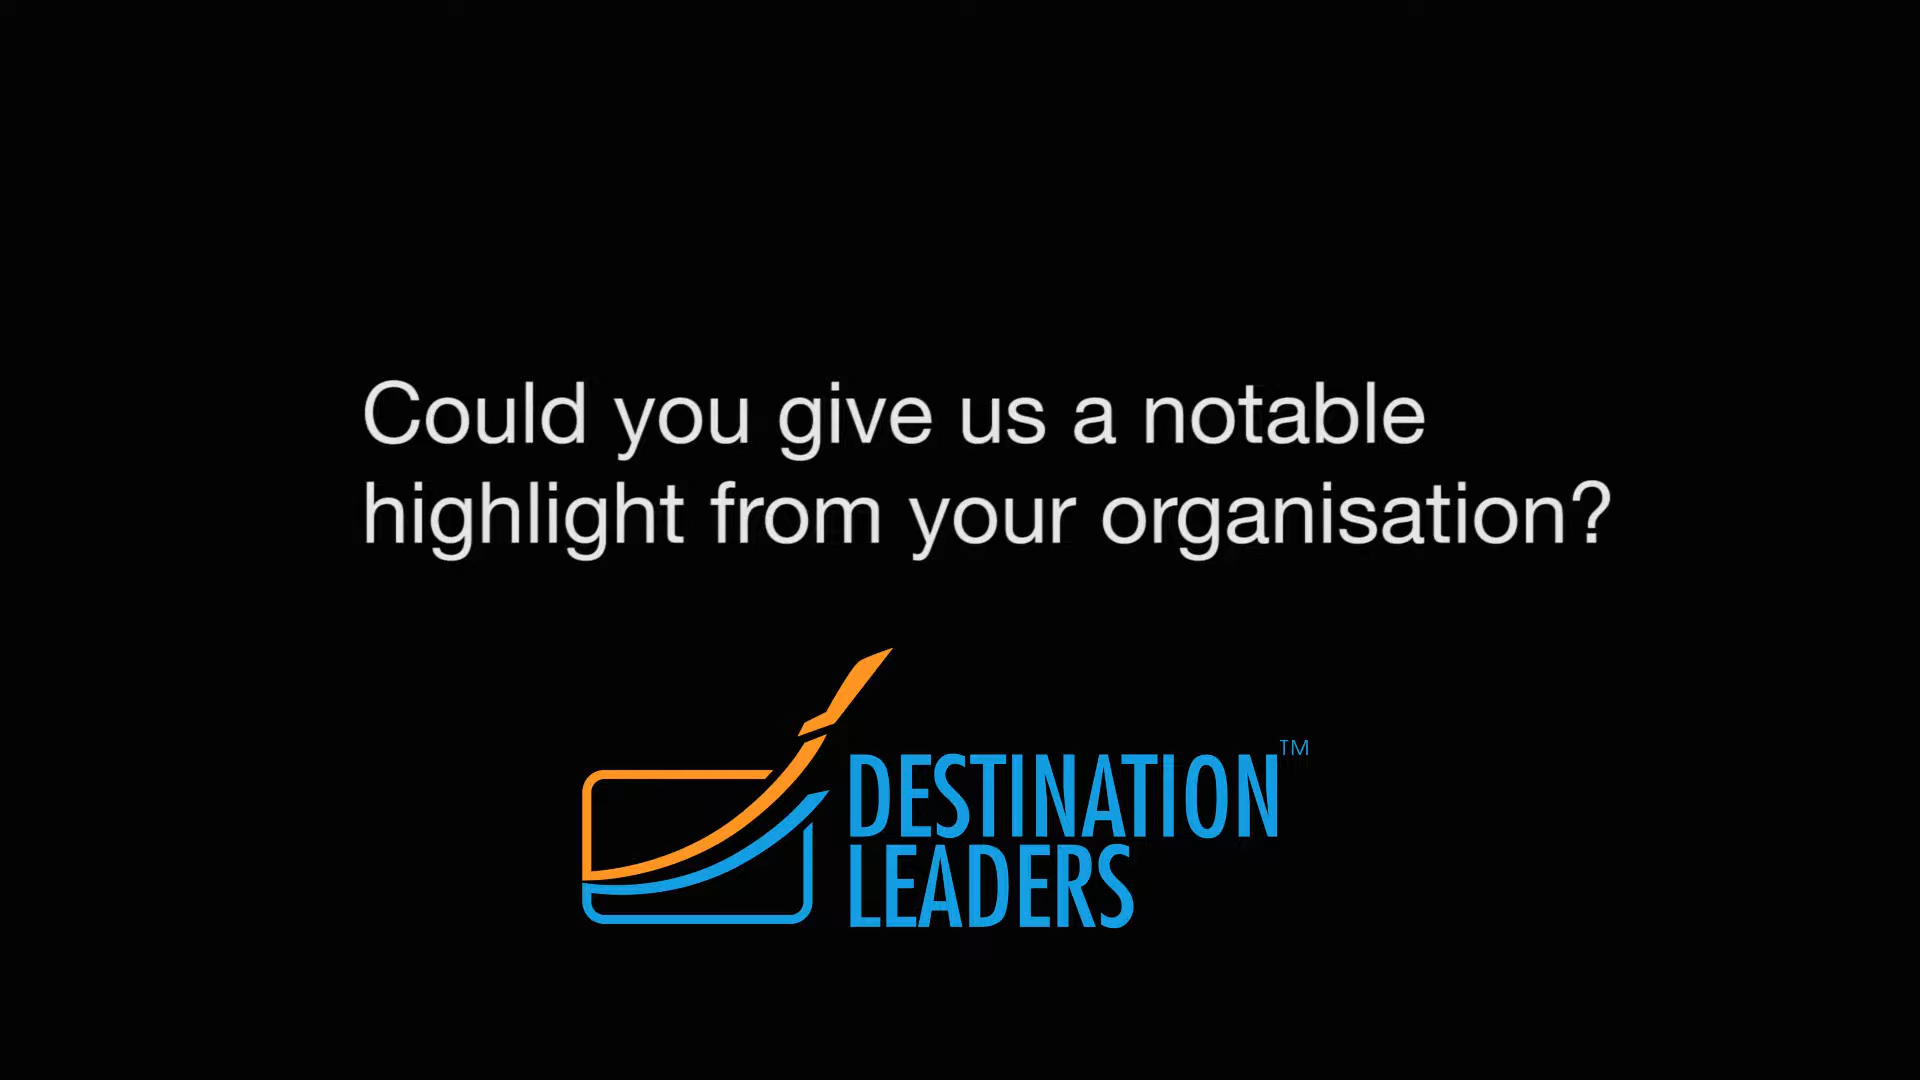 Could you give us a notable
highlight from your organisation?
DESTINATION™
LEADERS